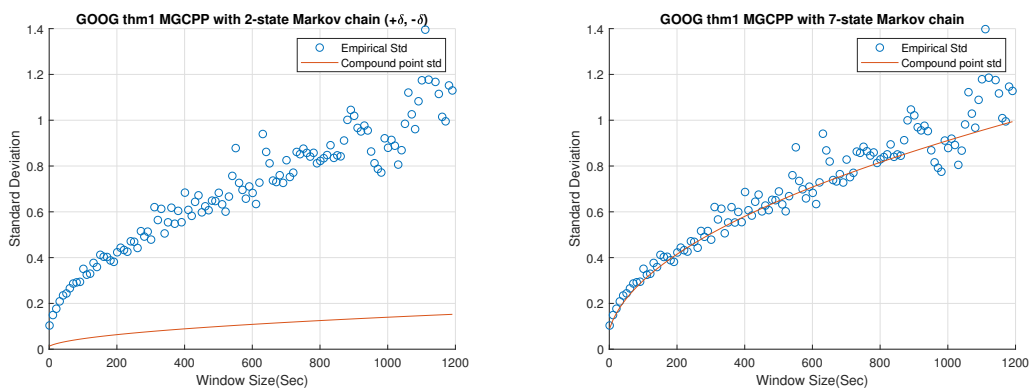 GOOG thm1 MGCPP with 2-state Markov chain (+δ, -δ)
1.4
1.2
1
0.8
0.6
0.4
0.2
0
Standard Deviation
Empirical Std
Compound point std
0 200 400 600 800 1000 1200
Window Size(Sec)
GOOG thm1 MGCPP with 7-state Markov chain
1.4
1.2
1
0.8
0.6
0.4
0.2
0
Standard Deviation
Empirical Std
Compound point std
0 200 400 600 800 1000 1200
Window Size(Sec)